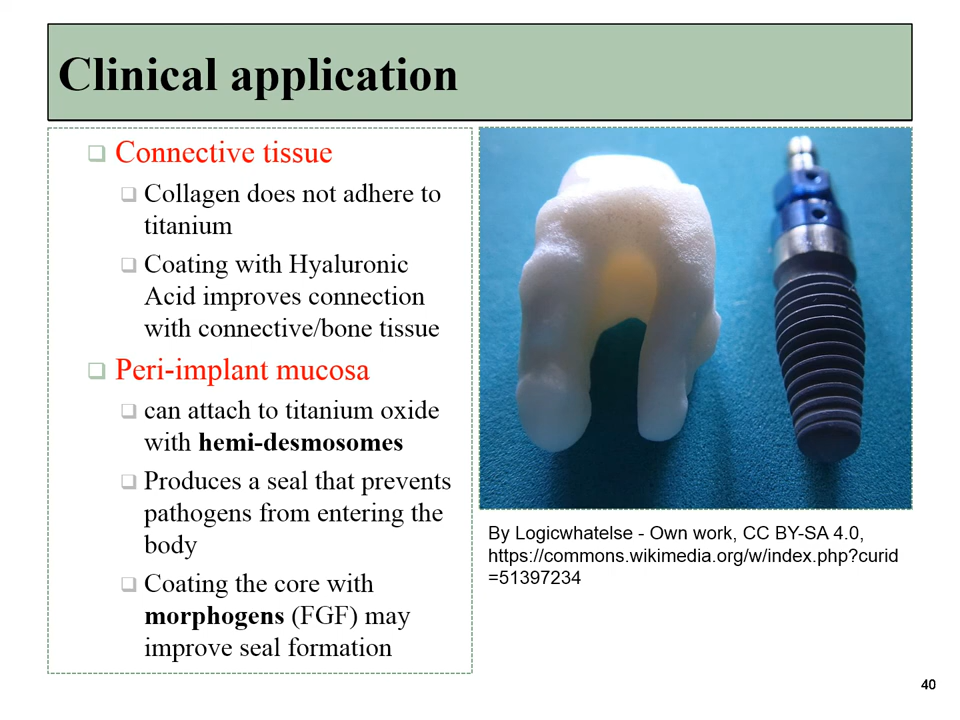 Clinical application
Connective tissue
Collagen does not adhere to
titanium
Coating with Hyaluronic
Acid improves connection
with connective/bone tissue
Peri-implant mucosa
can attach to titanium oxide
with hemi-desmosomes
Produces a seal that prevents
pathogens from entering the
body
Coating the core with
morphogens (FGF) may
improve seal formation
By Logicwhatelse - Own work, CC BY-SA 4.0,
https://commons.wikimedia.org/w/index.php?curid
=51397234
40